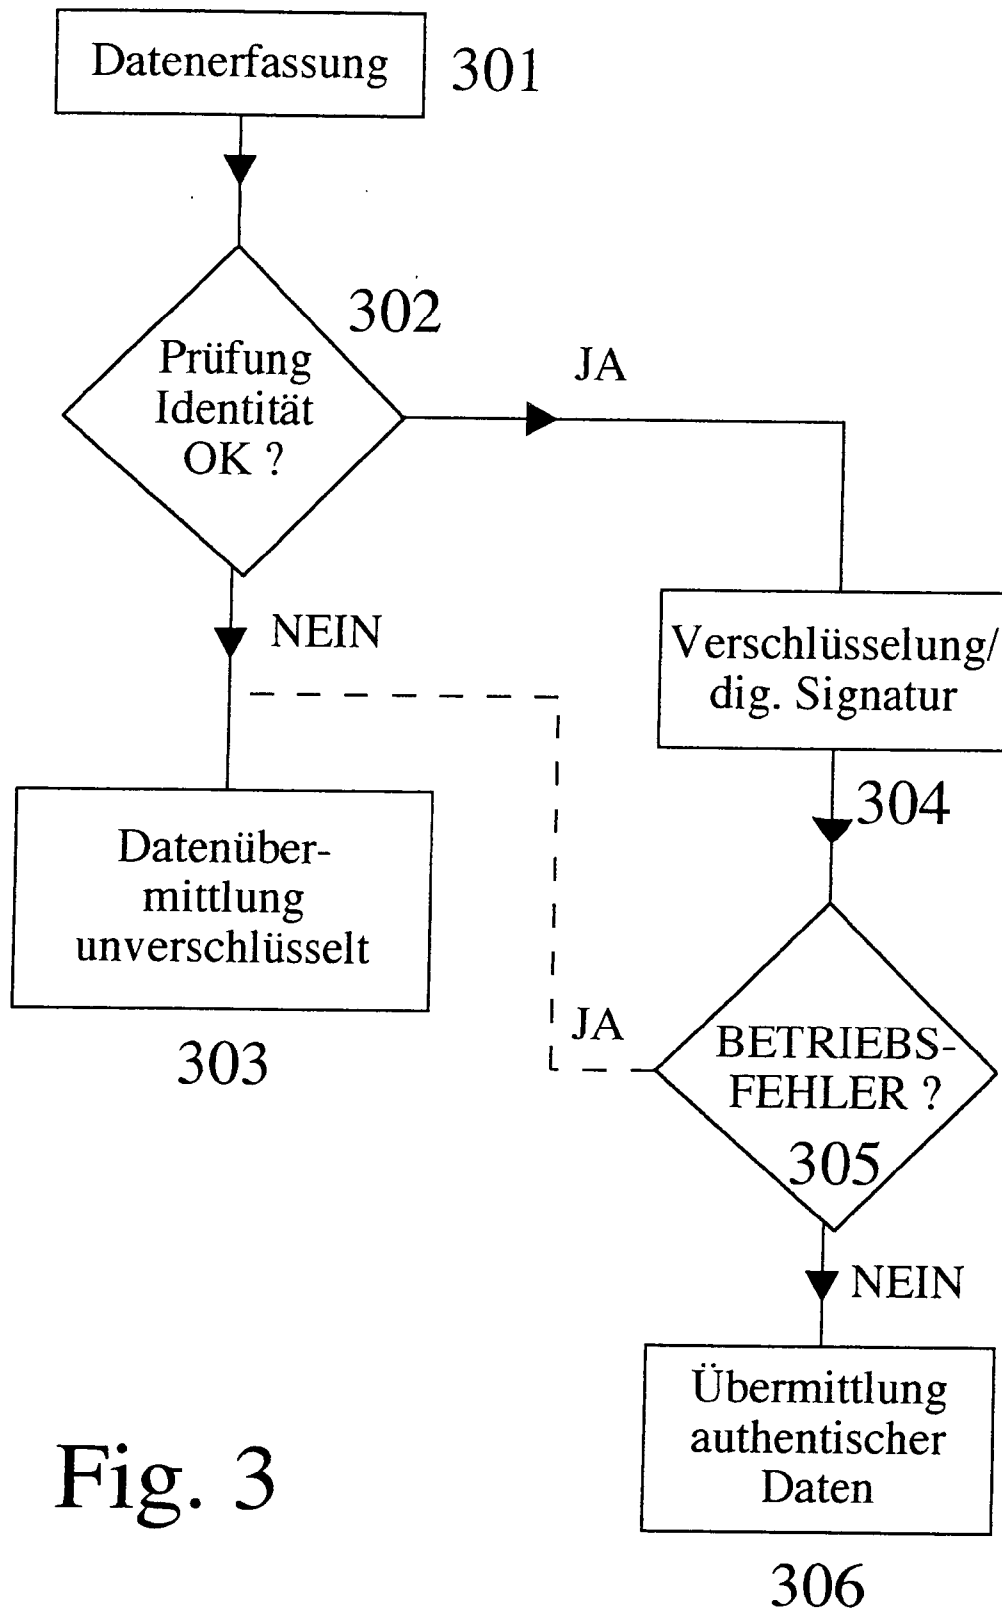 Datenerfassung
301
302
Prüfung
Identität
OK ?
JA
NEIN
Verschlüsselung/
dig. Signatur
304
Datenüber-
mittlung
unverschlüsselt
303
JA
BETRIEBS-
FEHLER ?
305
NEIN
Übermittlung
authentischer
Daten
306
Fig. 3